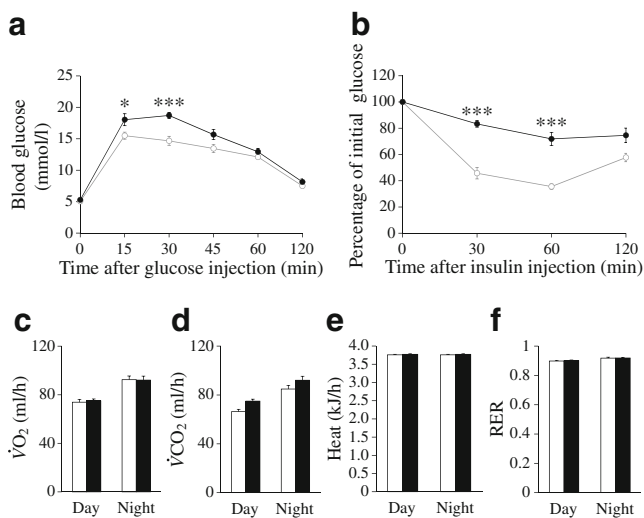 a
Blood glucose
(mmol/l)
25
20
15
10
5
0
*
***
0 15 30 45 60 120
Time after glucose injection (min)
b
Percentage of initial glucose
120
100
80
60
40
20
0
***
***
0 30 60 120
Time after insulin injection (min)
c
V̇O₂ (ml/h)
120
80
40
0
Day Night
d
V̇CO₂ (ml/h)
120
80
40
0
Day Night
e
Heat (kJ/h)
4.0
3.5
3.0
2.5
2.0
1.5
1.0
0.5
0
Day Night
f
RER
1
0.8
0.6
0.4
0.2
0
Day Night